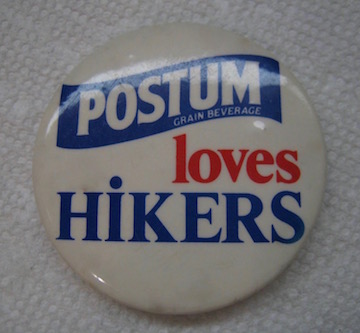 POSTUM
GRAIN BEVERAGE
loves
HiKERS